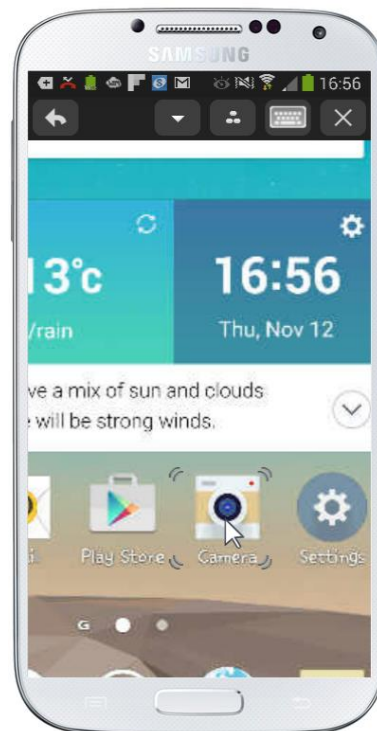 SAMSUNG
16:56
13°c
16:56
/rain
Thu, Nov 12
ve a mix of sun and clouds
e will be strong winds.
i.
Play Store
Camera
Settings
G